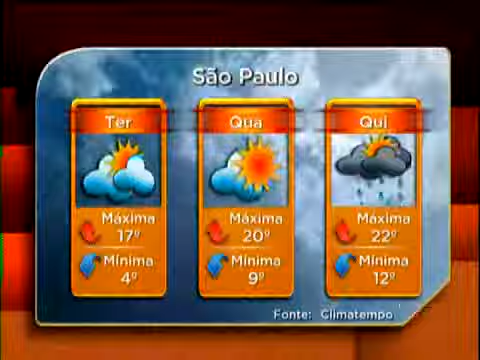 São Paulo
Ter
Máxima
17º
Mínima
4º
Qua
Máxima
20º
Mínima
9º
Qui
Máxima
22º
Mínima
12º
Fonte: Climatempo